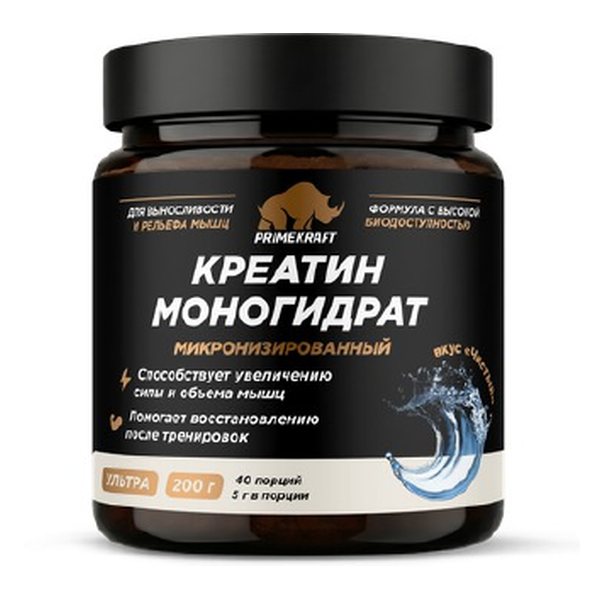 ДЛЯ ВЫНОСЛИВОСТИ
И РЕЛЬЕФА МЫШЦ
ФОРМУЛА С ВЫСОКОЙ
БИОДОСТУПНОСТЬЮ
PRIMEKRAFT
КРЕАТИН
МОНОГИДРАТ
МИКРОНИЗИРОВАННЫЙ
вкус «Чистый»
Способствует увеличению
силы и объема мышц
Помогает восстановлению
после тренировок
УЛЬТРА
200 г
40 порций
5 г в порции